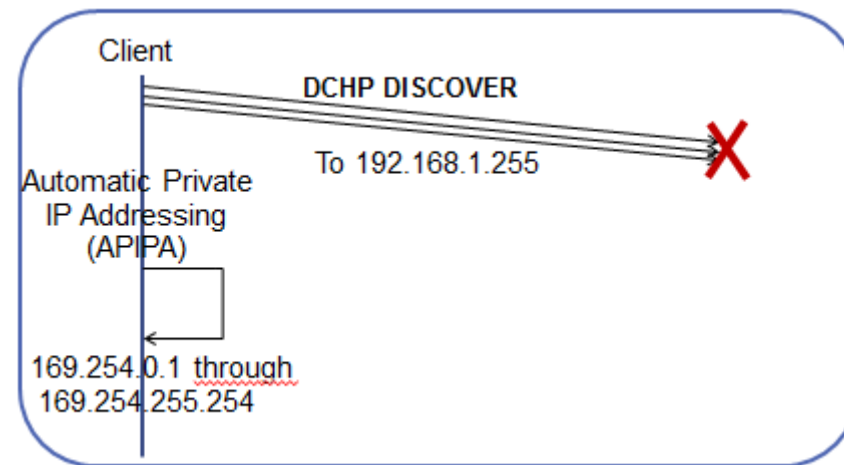 Client
DCHP DISCOVER
To 192.168.1.255
Automatic Private
IP Addressing
(APIPA)
169.254.0.1 through
169.254.255.254